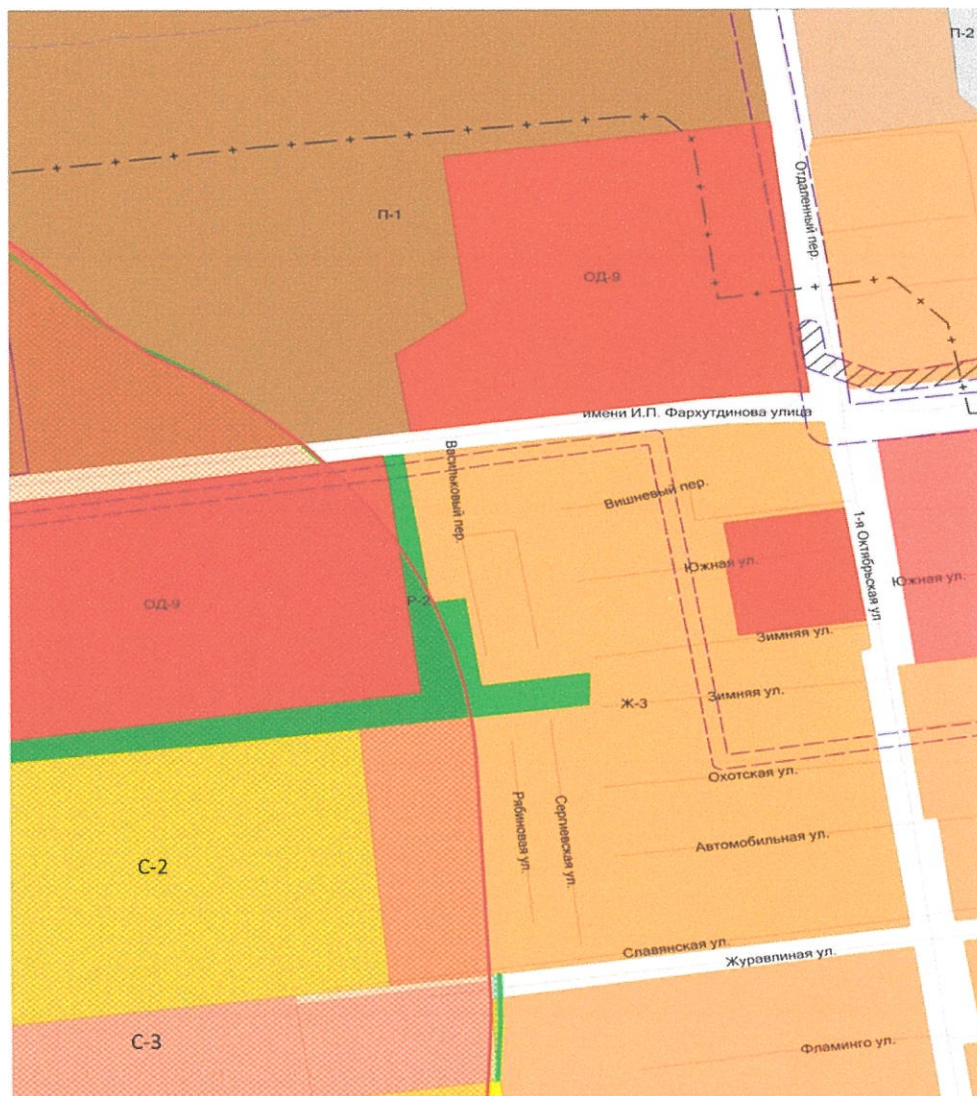 П-2
Отдаленный пер.
П-1
ОД-9
имени И.П. Фархутдинова улица
Васильковый пер.
Вишневый пер.
1-я Октябрьская ул.
Южная ул.
Южная ул.
ОД-9
Р-2
Зимняя ул.
Зимняя ул.
Ж-3
Охотская ул.
Рябиновая ул.
Сергиевская ул.
Автомобильная ул.
С-2
Славянская ул.
Журавлиная ул.
С-3
Фламинго ул.